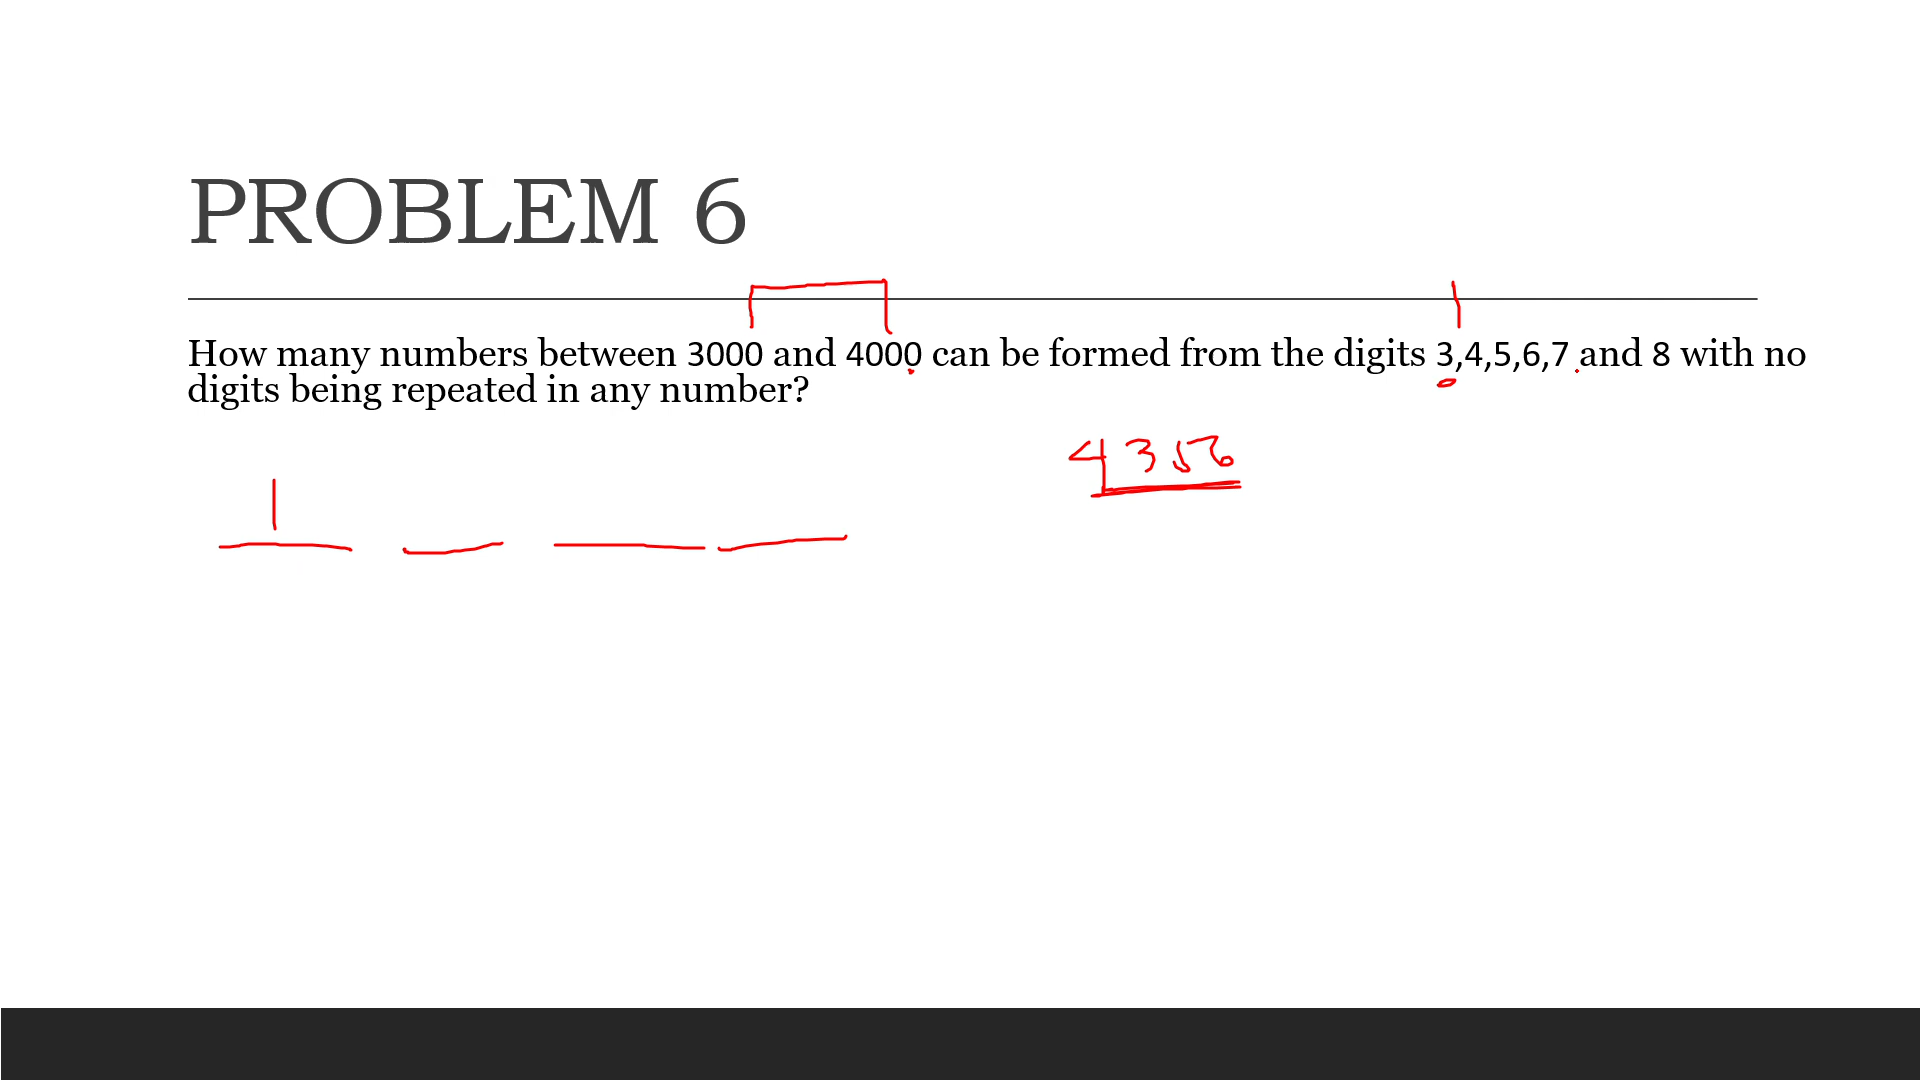 PROBLEM 6
How many numbers between 3000 and 4000 can be formed from the digits 3,4,5,6,7 and 8 with no
digits being repeated in any number?
4356
1